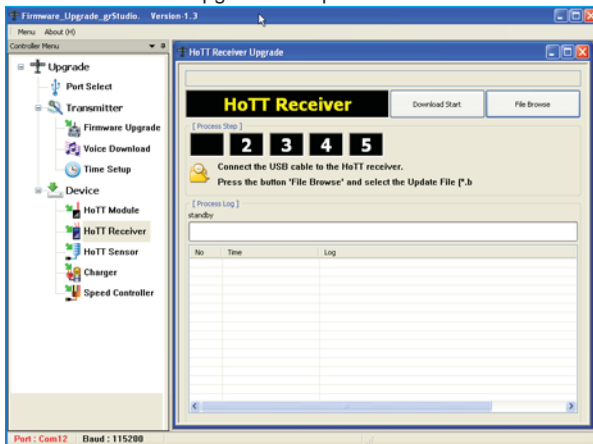 Firmware_Upgrade_grStudio. Version-1.3
Menu About (H)
Controller Menu
Upgrade
Port Select
Transmitter
Firmware Upgrade
Voice Download
Time Setup
Device
HoTT Module
HoTT Receiver
HoTT Sensor
Charger
Speed Controller
HoTT Receiver Upgrade
HoTT Receiver
Download Start
File Browse
[ Process Step ]
2 3 4 5
Connect the USB cable to the HoTT receiver.
Press the button 'File Browse' and select the Update File (*.b
[ Process Log ]
standby
No Time Log
Port : Com12 Baud : 115200